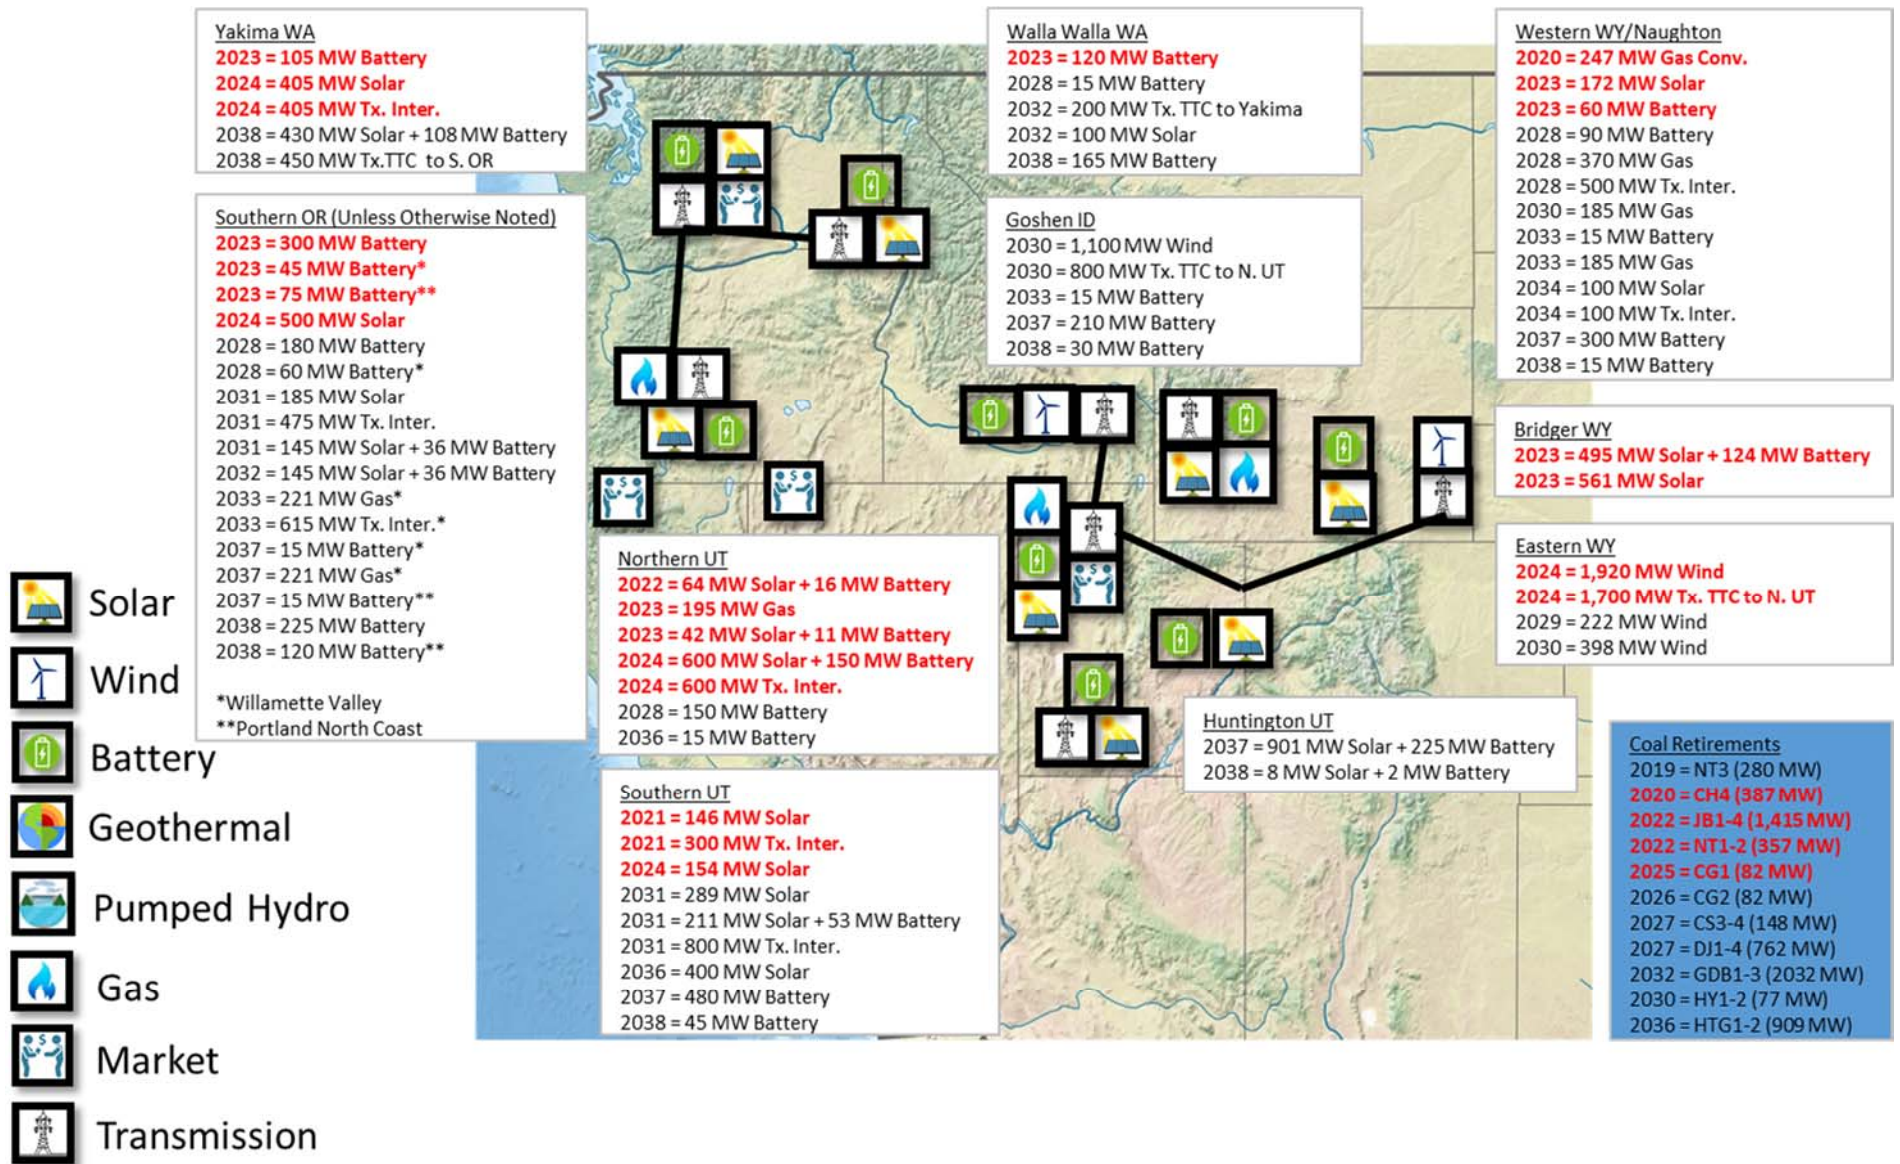 Yakima WA
2023 = 105 MW Battery
2024 = 405 MW Solar
2024 = 405 MW Tx. Inter.
2038 = 430 MW Solar + 108 MW Battery
2038 = 450 MW Tx.TTC to S. OR
Southern OR (Unless Otherwise Noted)
2023 = 300 MW Battery
2023 = 45 MW Battery*
2023 = 75 MW Battery**
2024 = 500 MW Solar
2028 = 180 MW Battery
2028 = 60 MW Battery*
2031 = 185 MW Solar
2031 = 475 MW Tx. Inter.
2031 = 145 MW Solar + 36 MW Battery
2032 = 145 MW Solar + 36 MW Battery
2033 = 221 MW Gas*
2033 = 615 MW Tx. Inter.*
2037 = 15 MW Battery*
2037 = 221 MW Gas*
2037 = 15 MW Battery**
2038 = 225 MW Battery
2038 = 120 MW Battery**
*Willamette Valley
**Portland North Coast
Walla Walla WA
2023 = 120 MW Battery
2028 = 15 MW Battery
2032 = 200 MW Tx. TTC to Yakima
2032 = 100 MW Solar
2038 = 165 MW Battery
Goshen ID
2030 = 1,100 MW Wind
2030 = 800 MW Tx. TTC to N. UT
2033 = 15 MW Battery
2037 = 210 MW Battery
2038 = 30 MW Battery
Western WY/Naughton
2020 = 247 MW Gas Conv.
2023 = 172 MW Solar
2023 = 60 MW Battery
2028 = 90 MW Battery
2028 = 370 MW Gas
2028 = 500 MW Tx. Inter.
2030 = 185 MW Gas
2033 = 15 MW Battery
2033 = 185 MW Gas
2034 = 100 MW Solar
2034 = 100 MW Tx. Inter.
2037 = 300 MW Battery
2038 = 15 MW Battery
Bridger WY
2023 = 495 MW Solar + 124 MW Battery
2023 = 561 MW Solar
Eastern WY
2024 = 1,920 MW Wind
2024 = 1,700 MW Tx. TTC to N. UT
2029 = 222 MW Wind
2030 = 398 MW Wind
Northern UT
2022 = 64 MW Solar + 16 MW Battery
2023 = 195 MW Gas
2023 = 42 MW Solar + 11 MW Battery
2024 = 600 MW Solar + 150 MW Battery
2024 = 600 MW Tx. Inter.
2028 = 150 MW Battery
2036 = 15 MW Battery
Southern UT
2021 = 146 MW Solar
2021 = 300 MW Tx. Inter.
2024 = 154 MW Solar
2031 = 289 MW Solar
2031 = 211 MW Solar + 53 MW Battery
2031 = 800 MW Tx. Inter.
2036 = 400 MW Solar
2037 = 480 MW Battery
2038 = 45 MW Battery
Huntington UT
2037 = 901 MW Solar + 225 MW Battery
2038 = 8 MW Solar + 2 MW Battery
Coal Retirements
2019 = NT3 (280 MW)
2020 = CH4 (387 MW)
2022 = JB1-4 (1,415 MW)
2022 = NT1-2 (357 MW)
2025 = CG1 (82 MW)
2026 = CG2 (82 MW)
2027 = CS3-4 (148 MW)
2027 = DJ1-4 (762 MW)
2032 = GDB1-3 (2032 MW)
2030 = HY1-2 (77 MW)
2036 = HTG1-2 (909 MW)
Solar
Wind
Battery
Geothermal
Pumped Hydro
Gas
Market
Transmission